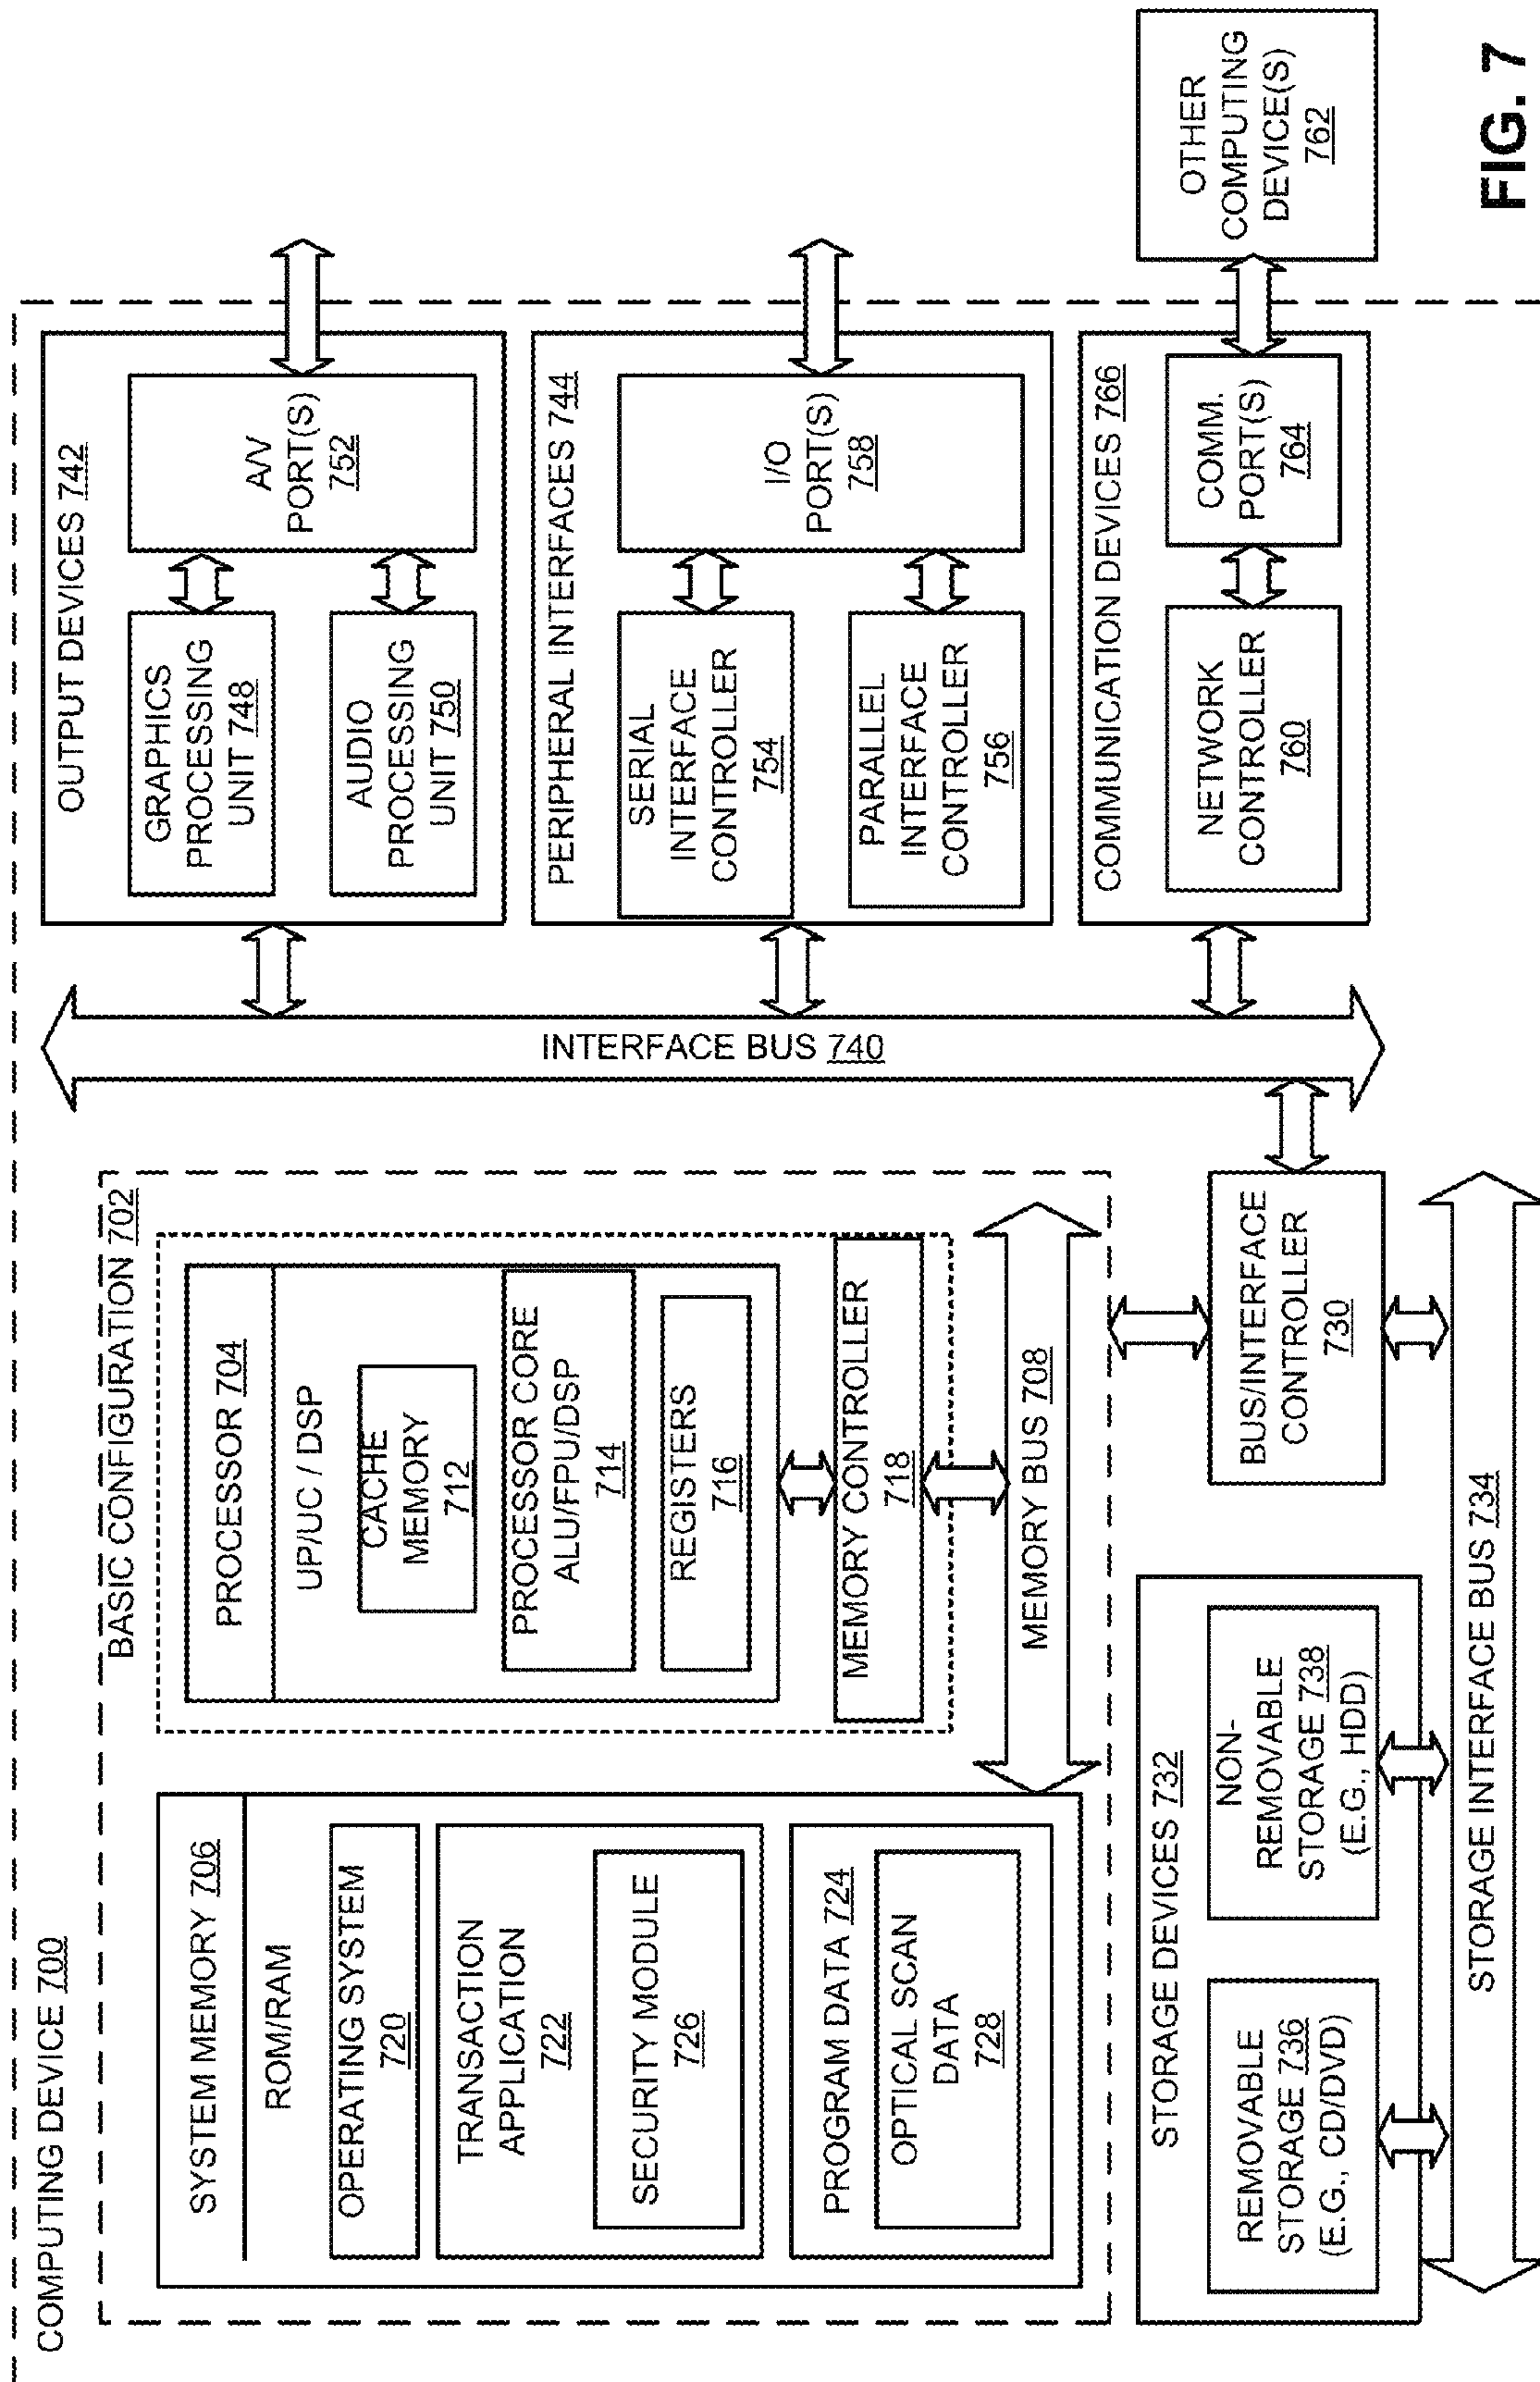 COMPUTING DEVICE 700
BASIC CONFIGURATION 702
SYSTEM MEMORY 706
ROM/RAM
OPERATING SYSTEM
720
TRANSACTION
APPLICATION
722
SECURITY MODULE
726
PROGRAM DATA 724
OPTICAL SCAN
DATA
728
PROCESSOR 704
UP/UC / DSP
CACHE
MEMORY
712
PROCESSOR CORE
ALU/FPU/DSP
714
REGISTERS
716
MEMORY CONTROLLER
718
MEMORY BUS 708
STORAGE DEVICES 732
REMOVABLE
STORAGE 736
(E.G., CD/DVD)
NON-
REMOVABLE
STORAGE 738
(E.G., HDD)
BUS/INTERFACE
CONTROLLER
730
STORAGE INTERFACE BUS 734
INTERFACE BUS 740
OUTPUT DEVICES 742
GRAPHICS
PROCESSING
UNIT 748
AUDIO
PROCESSING
UNIT 750
A/V
PORT(S)
752
PERIPHERAL INTERFACES 744
SERIAL
INTERFACE
CONTROLLER
754
PARALLEL
INTERFACE
CONTROLLER
756
I/O
PORT(S)
758
COMMUNICATION DEVICES 766
NETWORK
CONTROLLER
760
COMM.
PORT(S)
764
OTHER
COMPUTING
DEVICE(S)
762
FIG. 7